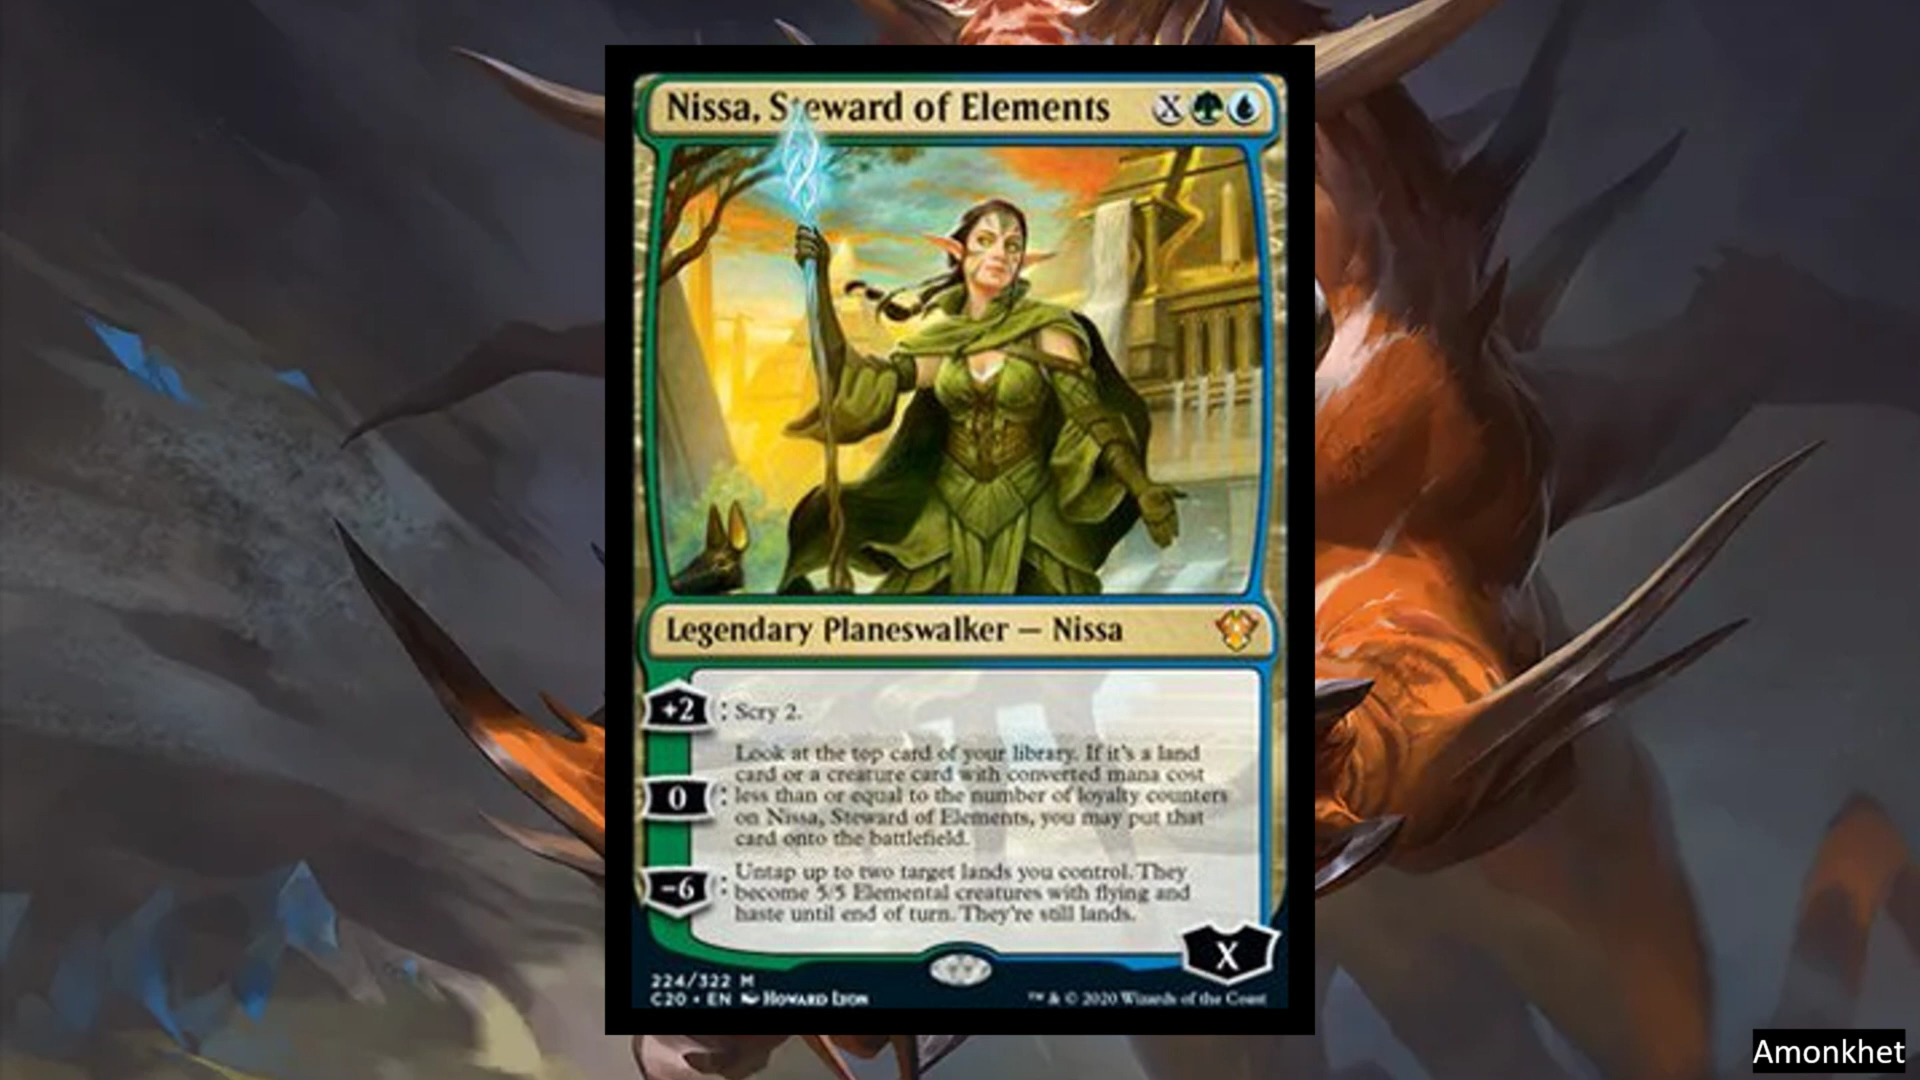 Nissa, Steward of Elements X
Legendary Planeswalker — Nissa
+2 : Scry 2.
Look at the top card of your library. If it's a land
card or a creature card with converted mana cost
0 : less than or equal to the number of loyalty counters
on Nissa, Steward of Elements, you may put that
card onto the battlefield.
Untap up to two target lands you control. They
−6 : become 5/5 Elemental creatures with flying and
haste until end of turn. They're still lands.
X
224/322 M
C20 • EN Howard Lyon
™ & © 2020 Wizards of the Coast
Amonkhet